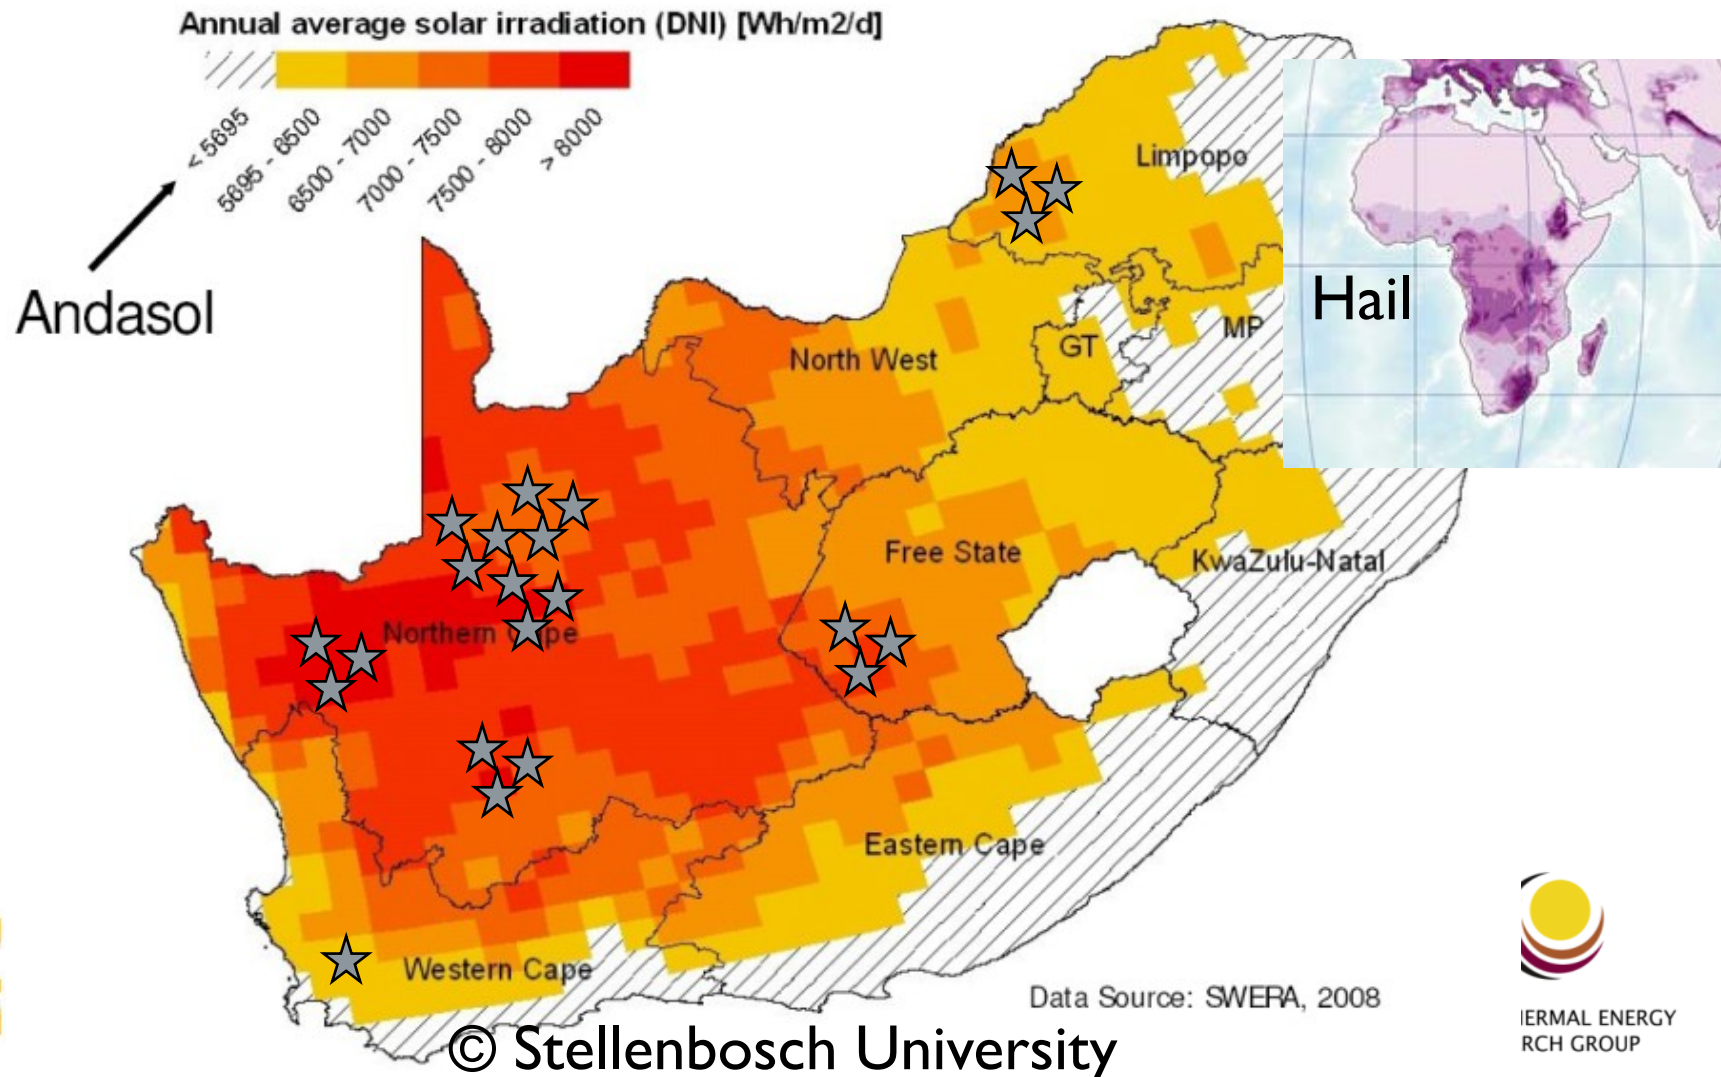 Annual average solar irradiation (DNI) [Wh/m2/d]
< 5695
5695 - 6500
6500 - 7000
7000 - 7500
7500 - 8000
> 8000
Andasol
Limpopo
Hail
MP
GT
North West
Free State
KwaZulu-Natal
Northern Cape
Eastern Cape
Western Cape
Data Source: SWERA, 2008
© Stellenbosch University
ERMAL ENERGY
RCH GROUP